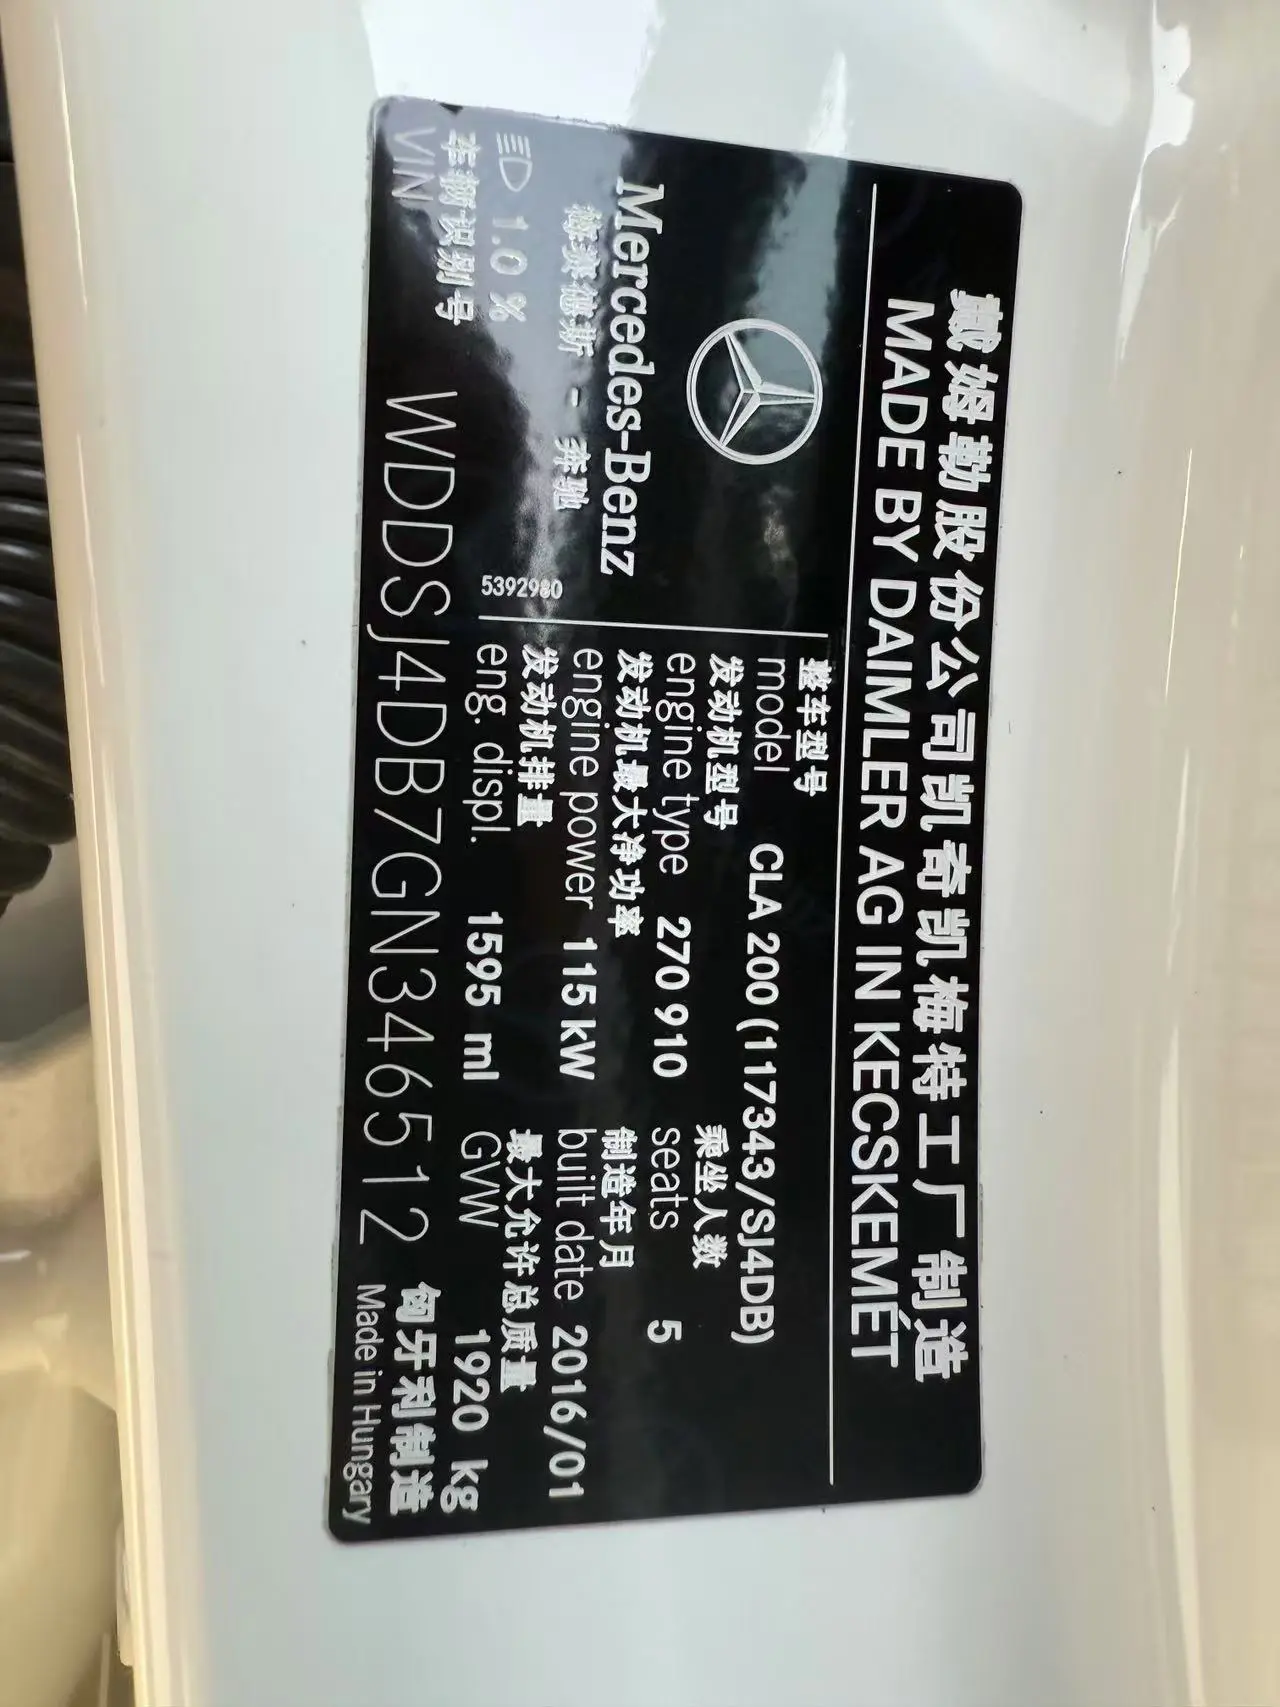 戴姆勒股份公司凯奇凯梅特工厂制造
MADE BY DAIMLER AG IN KECSKEMÉT
Mercedes-Benz
梅赛德斯 - 奔驰
1.0 %
5392980
整车型号
model CLA 200 (117343/SJ4DB)
发动机型号 乘坐人数
engine type 270 910 seats 5
发动机最大净功率 制造年月
engine power 115 kW built date 2016/01
发动机排量 最大允许总质量
eng. displ. 1595 ml GVW 1920 kg
车辆识别号
VIN WDDSJ4DB7GN346512
匈牙利制造
Made in Hungary